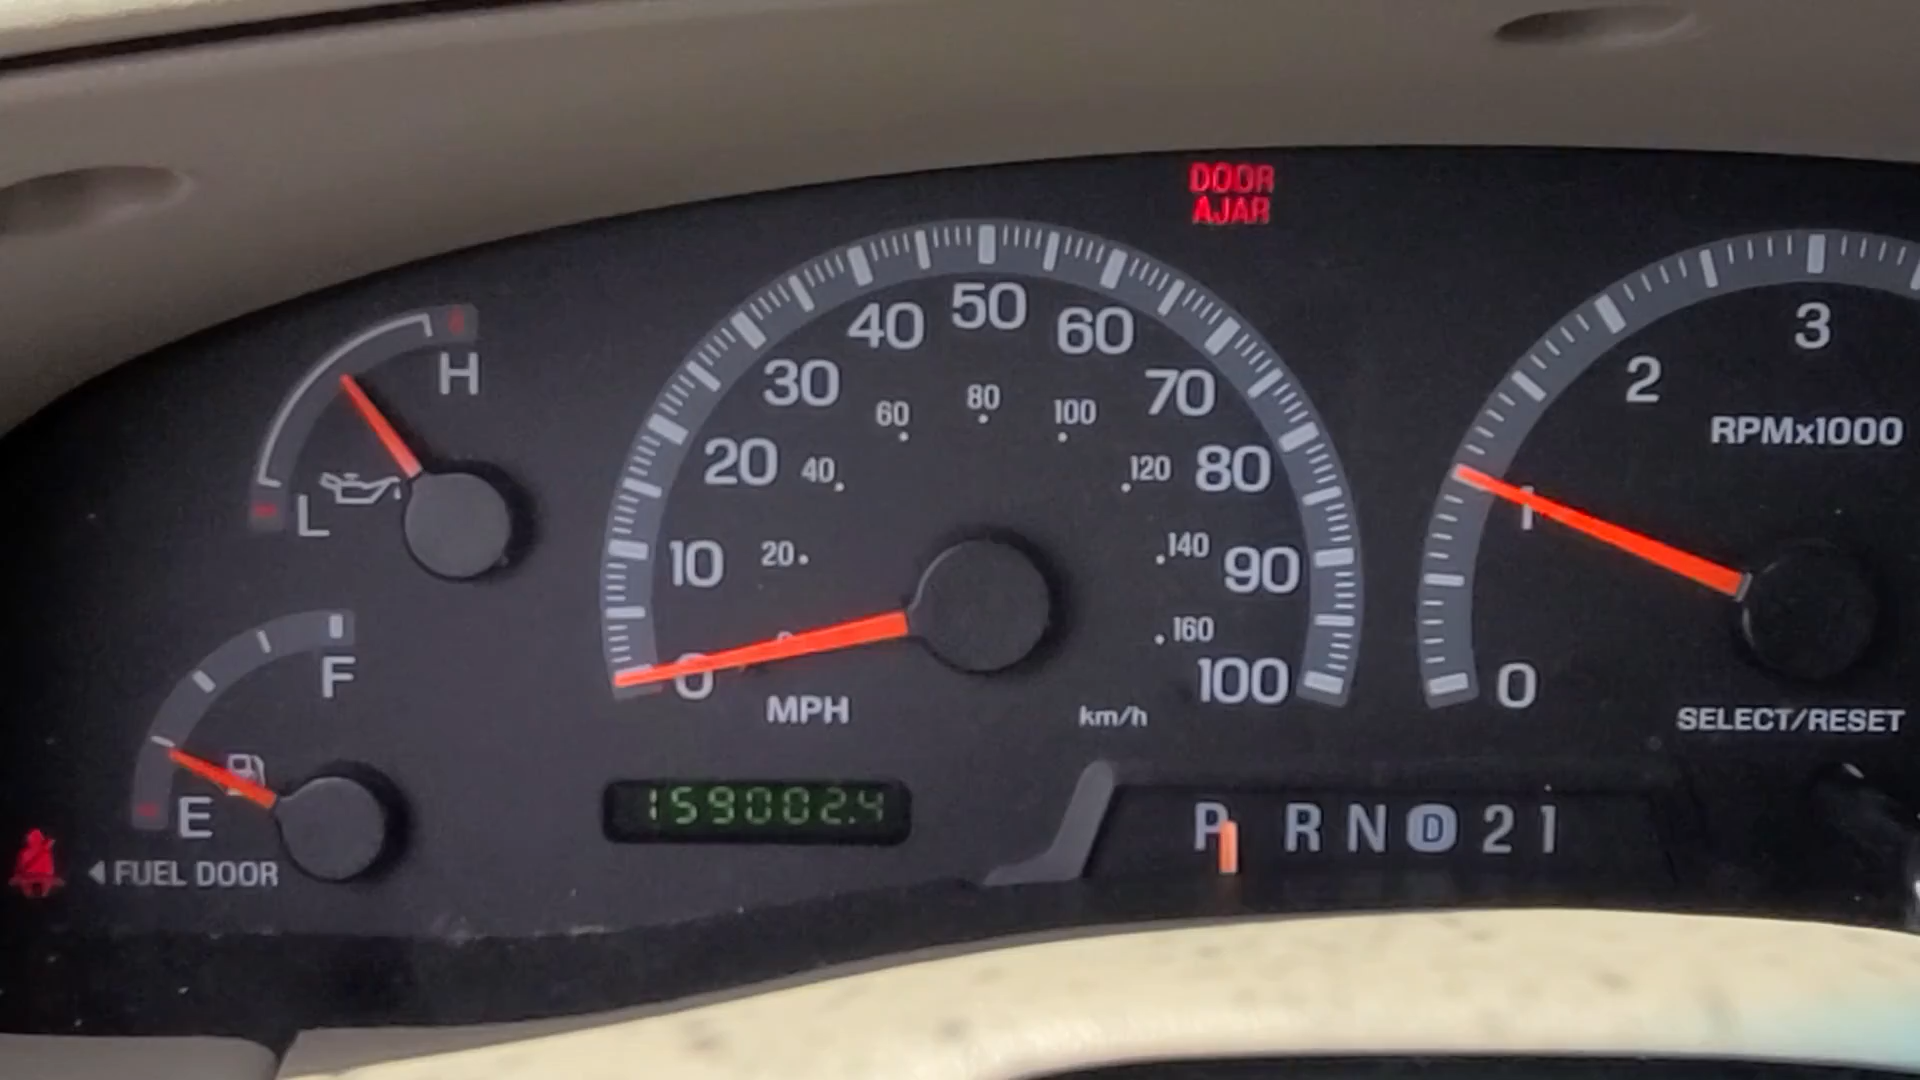 DOOR
AJAR
H
L
F
E
◀ FUEL DOOR
0
10
20
30
40
50
60
70
80
90
100
0
20
40
60
80
100
120
140
160
MPH
km/h
159002.4
0
1
2
3
RPMx1000
SELECT/RESET
P R N D 2 1